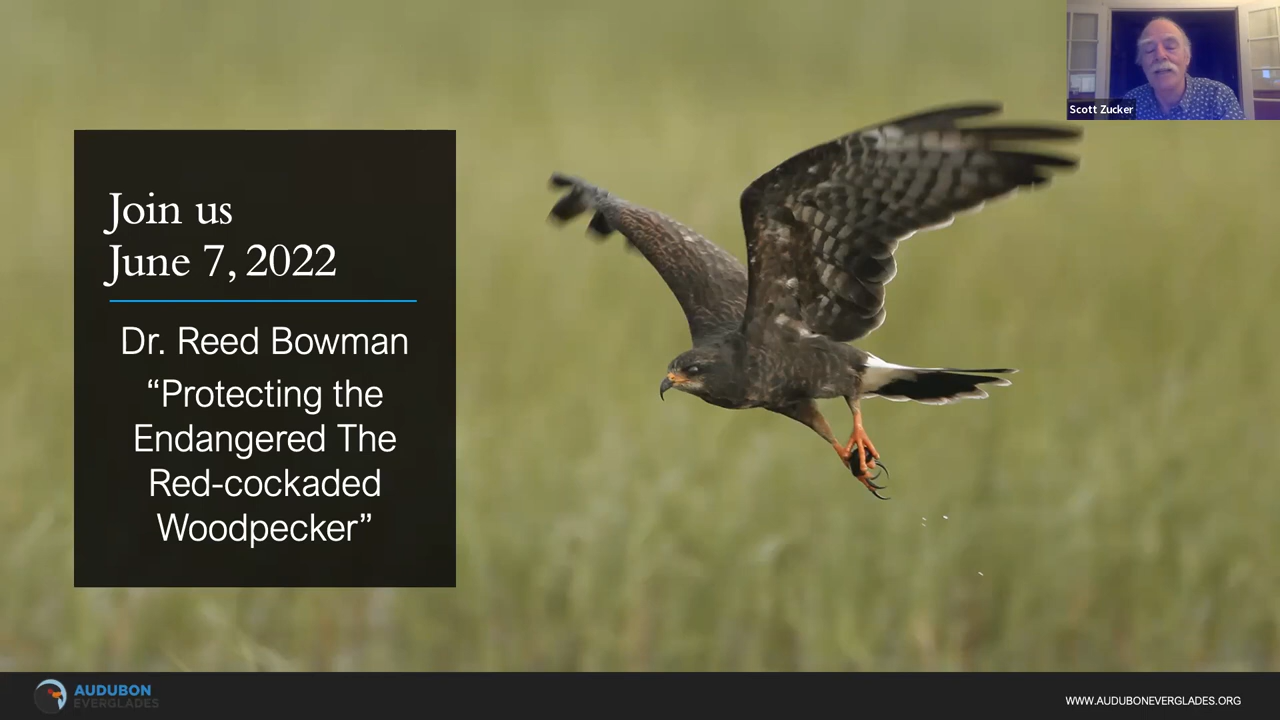 Scott Zucker
Join us
June 7, 2022
Dr. Reed Bowman
“Protecting the
Endangered The
Red-cockaded
Woodpecker”
AUDUBON
EVERGLADES
WWW.AUDUBONEVERGLADES.ORG